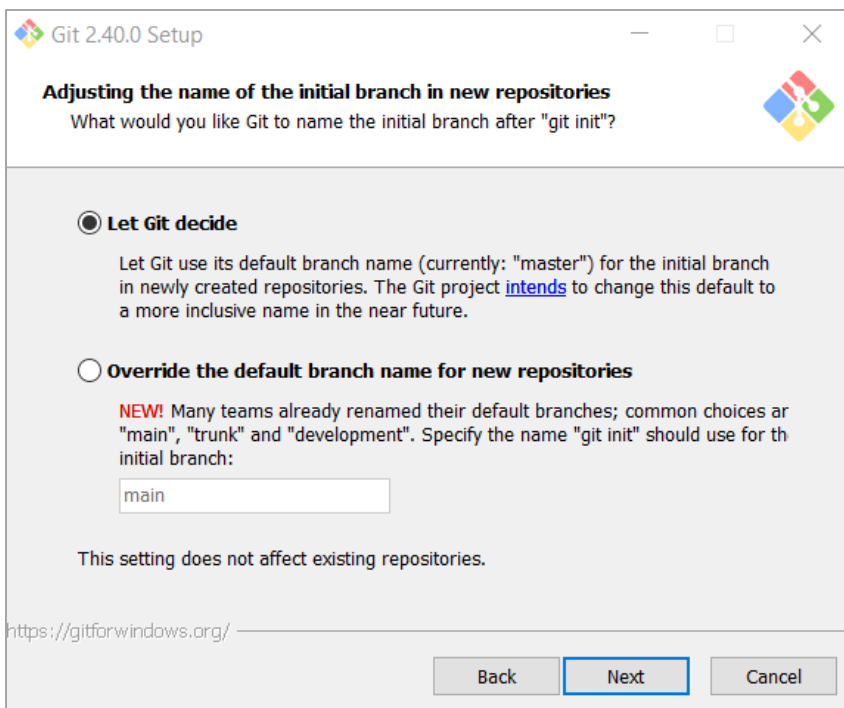 Git 2.40.0 Setup
Adjusting the name of the initial branch in new repositories
What would you like Git to name the initial branch after "git init"?
Let Git decide
Let Git use its default branch name (currently: "master") for the initial branch
in newly created repositories. The Git project intends to change this default to
a more inclusive name in the near future.
Override the default branch name for new repositories
NEW! Many teams already renamed their default branches; common choices ar
"main", "trunk" and "development". Specify the name "git init" should use for th
initial branch:
main
This setting does not affect existing repositories.
https://gitforwindows.org/
Back Next Cancel